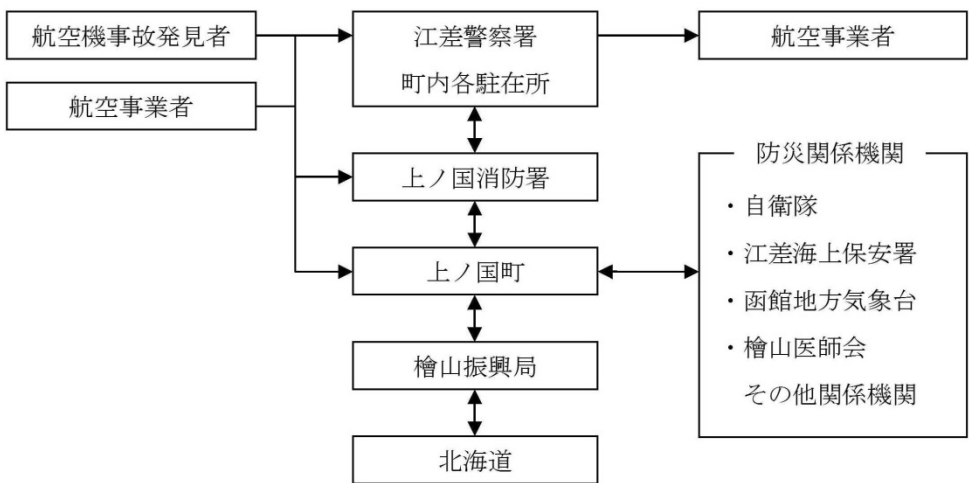 航空機事故発見者
航空事業者
江差警察署
町内各駐在所
航空事業者
上ノ国消防署
上ノ国町
檜山振興局
北海道
防災関係機関
・自衛隊
・江差海上保安署
・函館地方気象台
・檜山医師会
その他関係機関